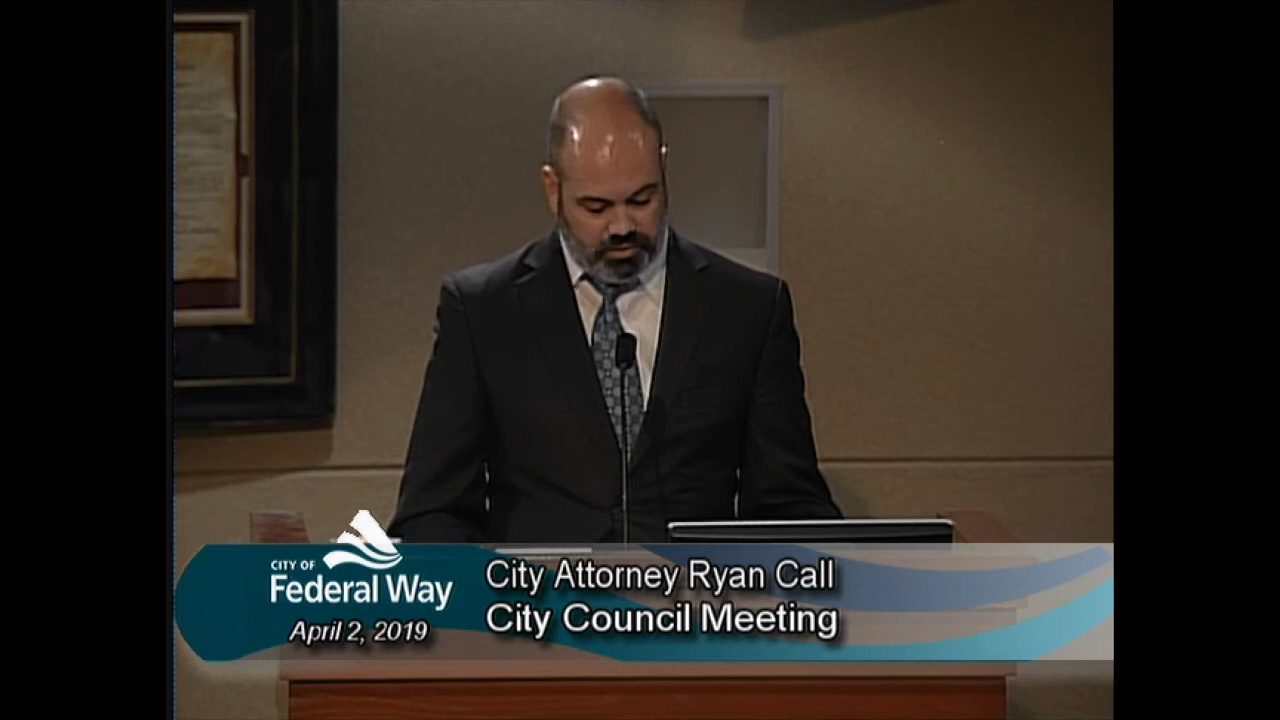 CITY OF
Federal Way
April 2, 2019
City Attorney Ryan Call
City Council Meeting